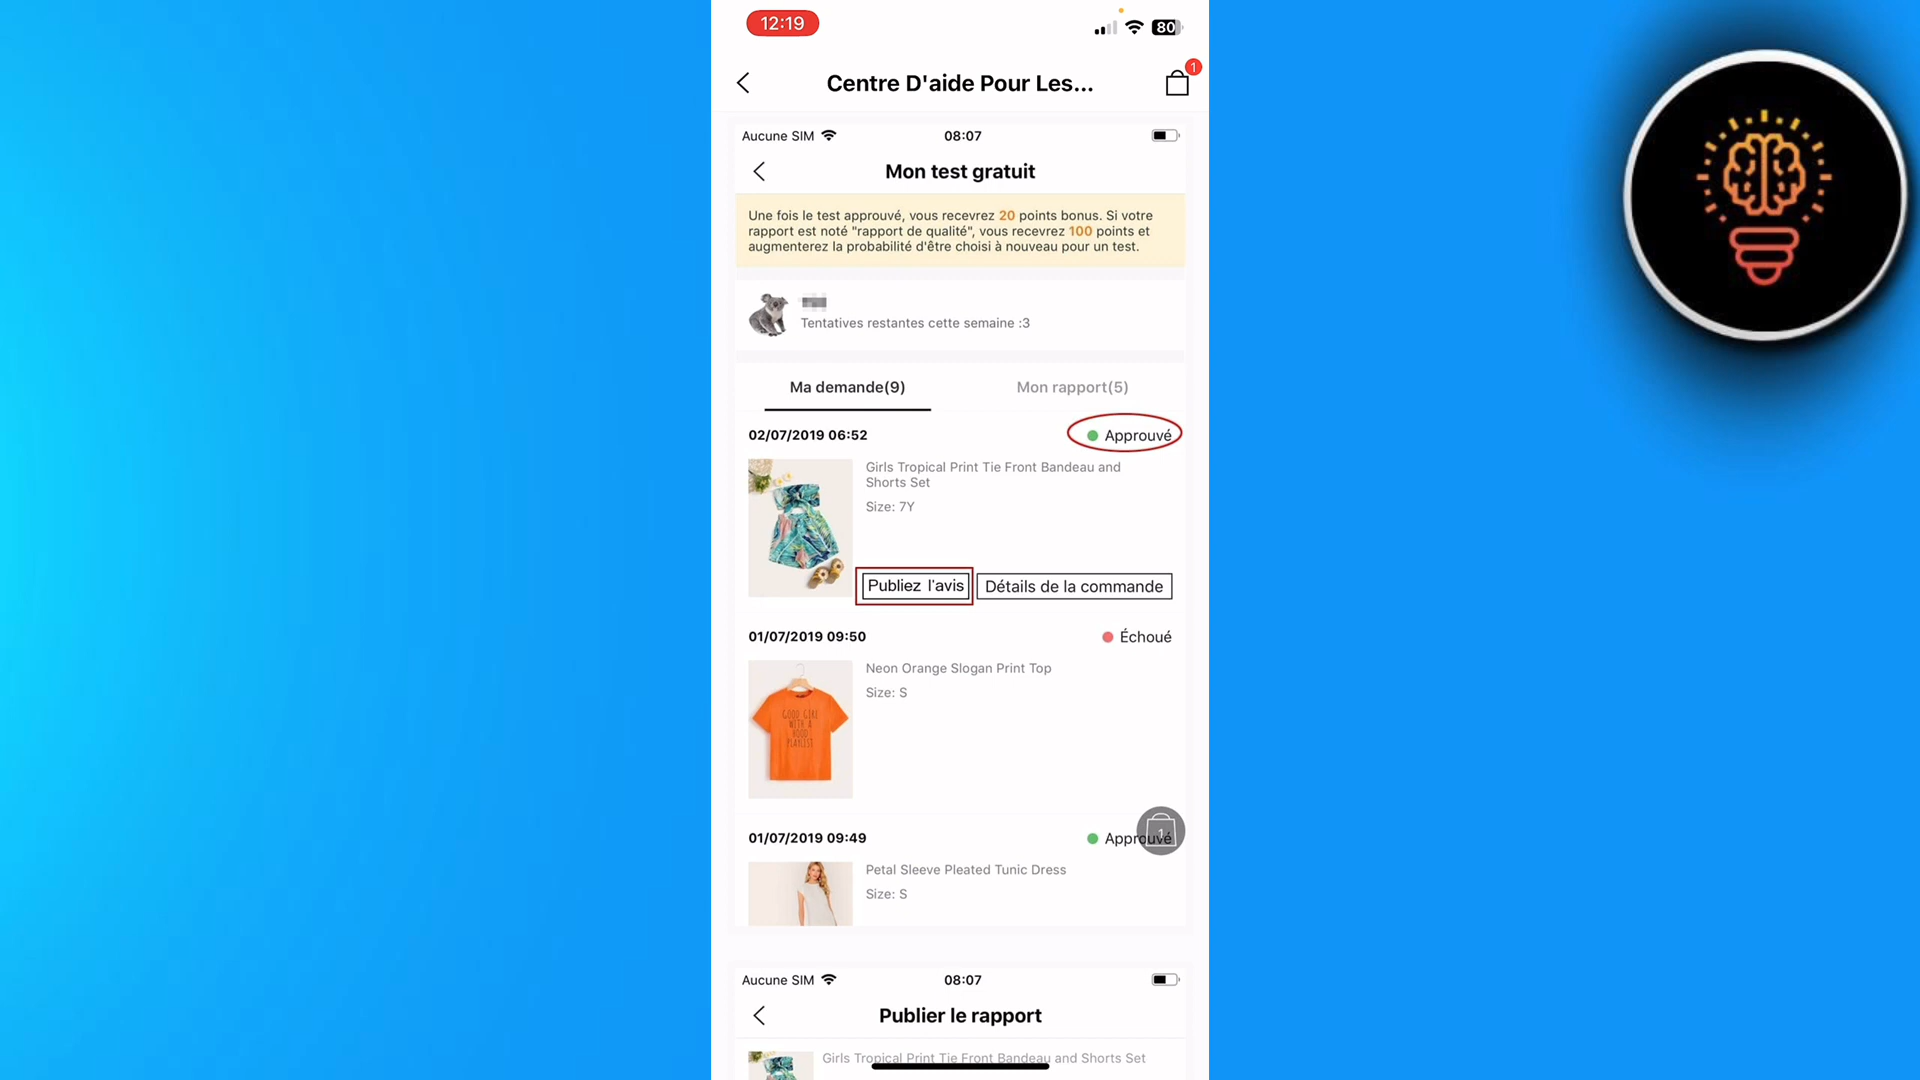 12:19
80
Centre D'aide Pour Les...
1
Aucune SIM
08:07
Mon test gratuit
Une fois le test approuvé, vous recevrez 20 points bonus. Si votre
rapport est noté "rapport de qualité", vous recevrez 100 points et
augmenterez la probabilité d'être choisi à nouveau pour un test.
Tentatives restantes cette semaine :3
Ma demande(9)
Mon rapport(5)
02/07/2019 06:52
Approuvé
Girls Tropical Print Tie Front Bandeau and
Shorts Set
Size: 7Y
Publiez l'avis
Détails de la commande
01/07/2019 09:50
Échoué
Neon Orange Slogan Print Top
Size: S
GOOD GIRL
WITH A
HOOD
PLAYLIST
01/07/2019 09:49
Approuvé
1
Petal Sleeve Pleated Tunic Dress
Size: S
Aucune SIM
08:07
Publier le rapport
Girls Tropical Print Tie Front Bandeau and Shorts Set